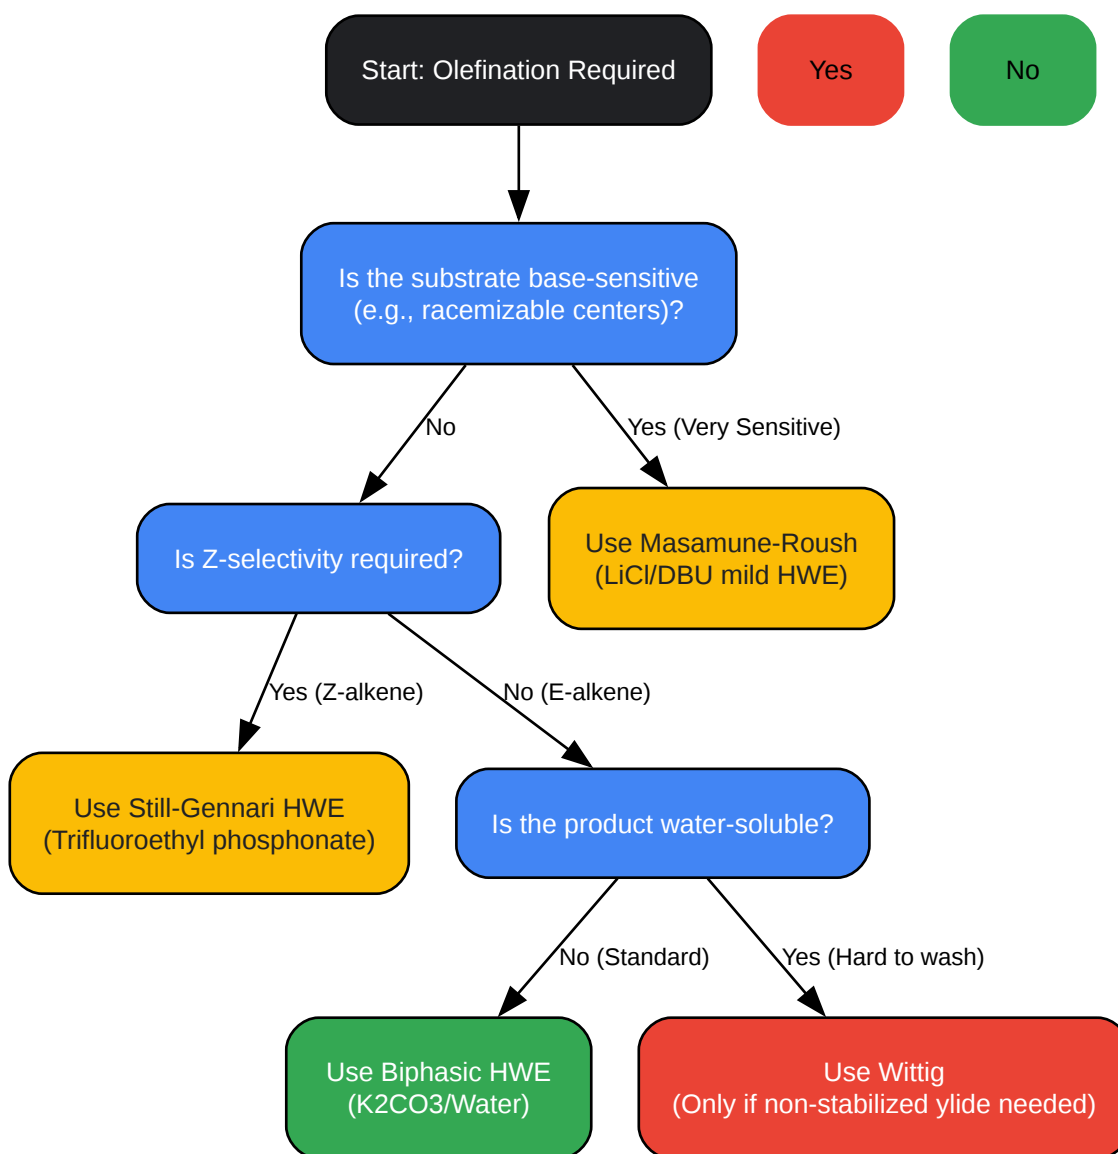 Start: Olefination Required
Yes
No
Is the substrate base-sensitive
(e.g., racemizable centers)?
No
Yes (Very Sensitive)
Is Z-selectivity required?
Use Masamune-Roush
(LiCl/DBU mild HWE)
Yes (Z-alkene)
No (E-alkene)
Use Still-Gennari HWE
(Trifluoroethyl phosphonate)
Is the product water-soluble?
No (Standard)
Yes (Hard to wash)
Use Biphasic HWE
(K2CO3/Water)
Use Wittig
(Only if non-stabilized ylide needed)